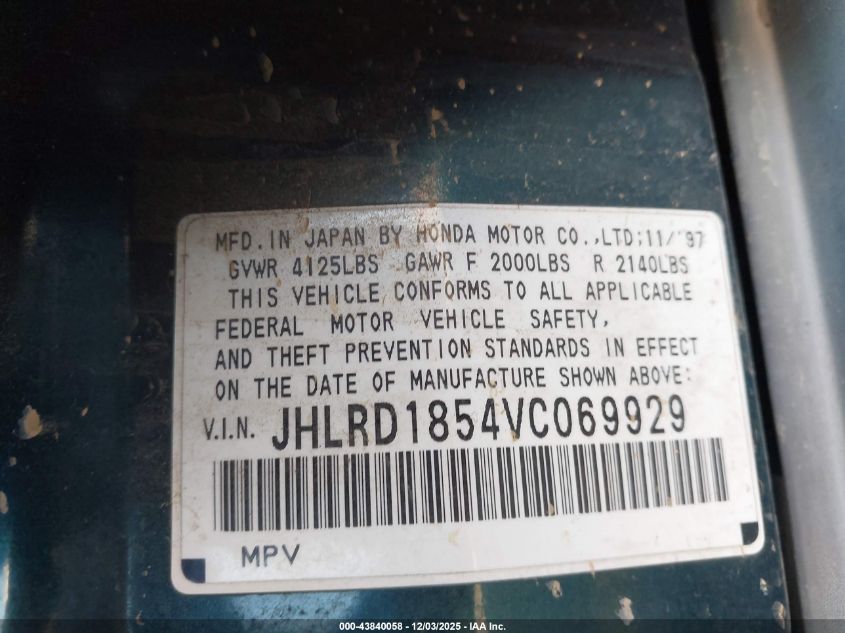 MFD. IN JAPAN BY HONDA MOTOR CO., LTD; 11/'97
GVWR 4125LBS GAWR F 2000LBS R 2140LBS
THIS VEHICLE CONFORMS TO ALL APPLICABLE
FEDERAL MOTOR VEHICLE SAFETY,
AND THEFT PREVENTION STANDARDS IN EFFECT
ON THE DATE OF MANUFACTURE SHOWN ABOVE:
V.I.N. JHLRD1854VC069929
MPV
000-43840058 - 12/03/2025 - IAA Inc.